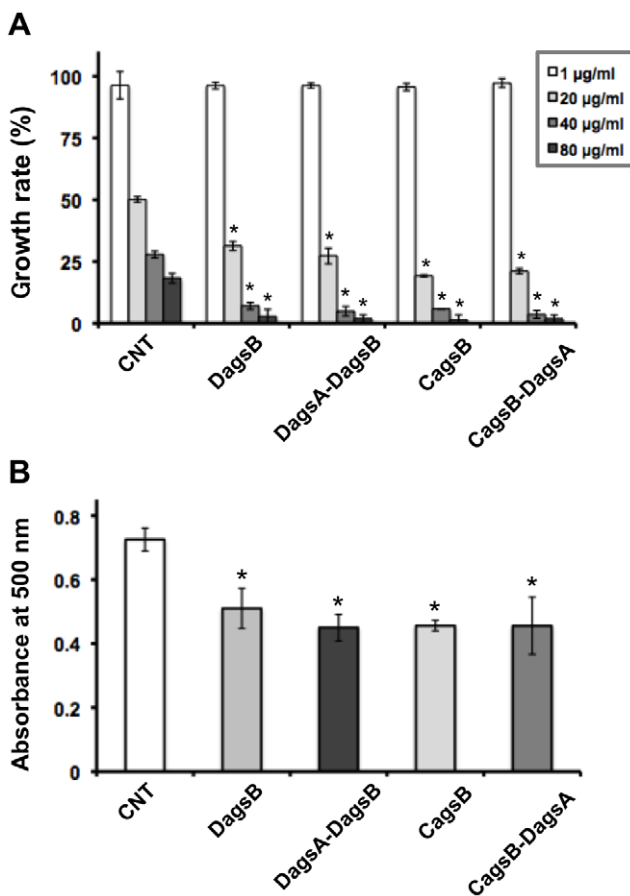 A
Growth rate (%)
100
75
50
25
0
1 µg/ml
20 µg/ml
40 µg/ml
80 µg/ml
* * *
* * *
* * *
* * *
CNT
DagsB
DagsA-DagsB
CagsB
CagsB-DagsA
B
Absorbance at 500 nm
0.8
0.6
0.4
0.2
0
* * * *
CNT
DagsB
DagsA-DagsB
CagsB
CagsB-DagsA